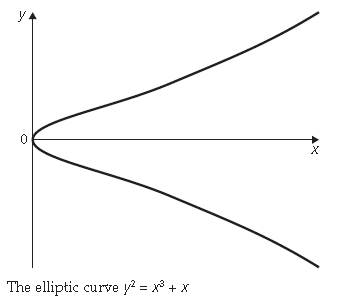 y
0
x
The elliptic curve y² = x³ + x